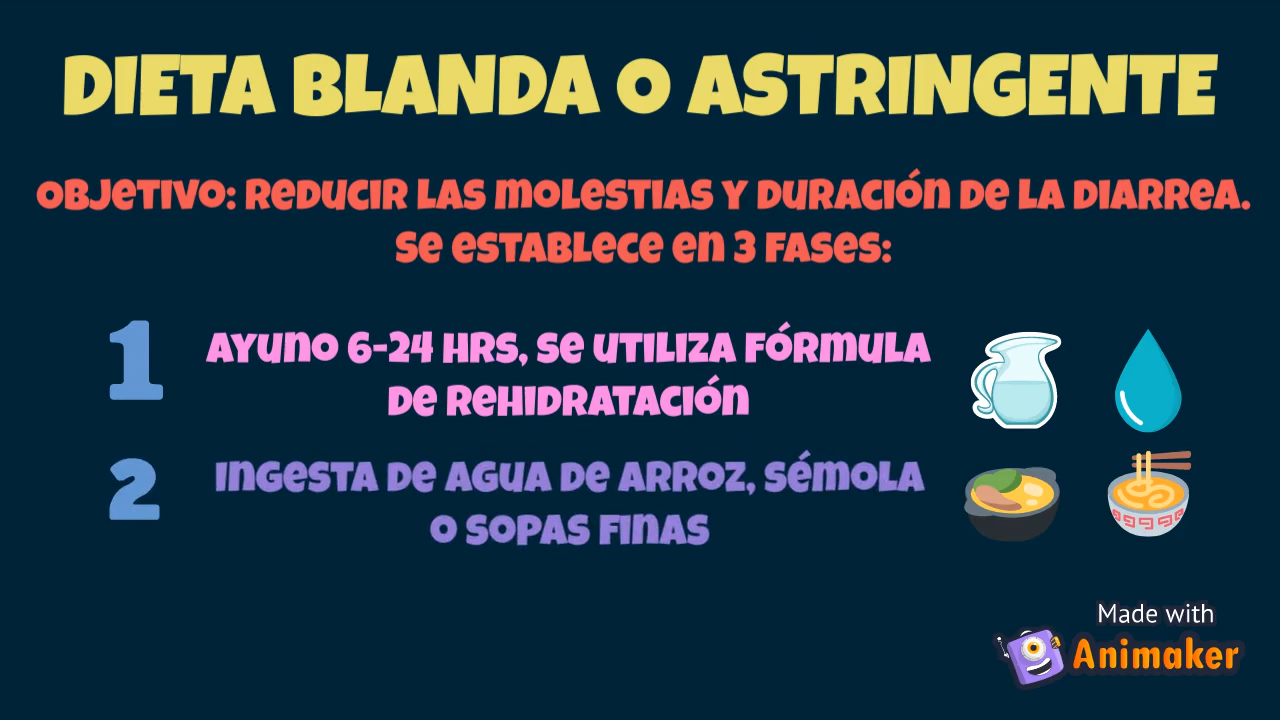 DIETA BLANDA O ASTRINGENTE
OBJETIVO: REDUCIR LAS MOLESTIAS Y DURACIÓN DE LA DIARREA.
SE ESTABLECE EN 3 FASES:
1
AYUNO 6-24 HRS, SE UTILIZA FÓRMULA
DE REHIDRATACIÓN
2
INGESTA DE AGUA DE ARROZ, SÉMOLA
O SOPAS FINAS
Made with
Animaker